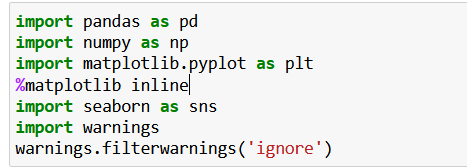 import pandas as pd
import numpy as np
import matplotlib.pyplot as plt
%matplotlib inline
import seaborn as sns
import warnings
warnings.filterwarnings('ignore')